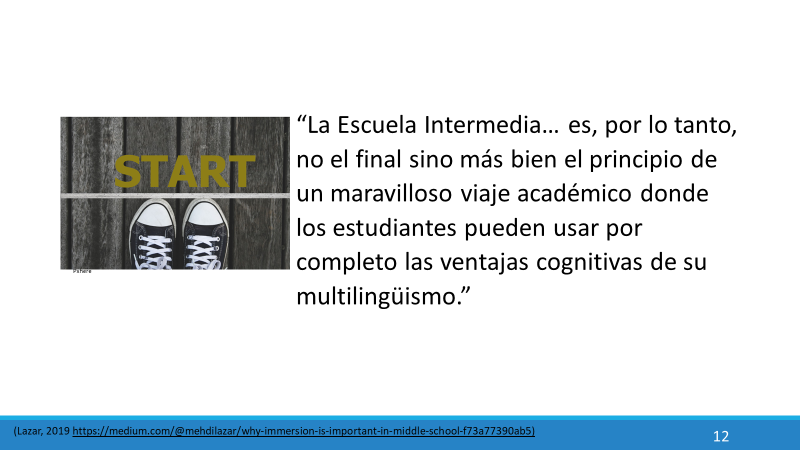 START
Pxhere
“La Escuela Intermedia… es, por lo tanto,
no el final sino más bien el principio de
un maravilloso viaje académico donde
los estudiantes pueden usar por
completo las ventajas cognitivas de su
multilingüismo.”
(Lazar, 2019 https://medium.com/@mehdilazar/why-immersion-is-important-in-middle-school-f73a77390ab5)
12